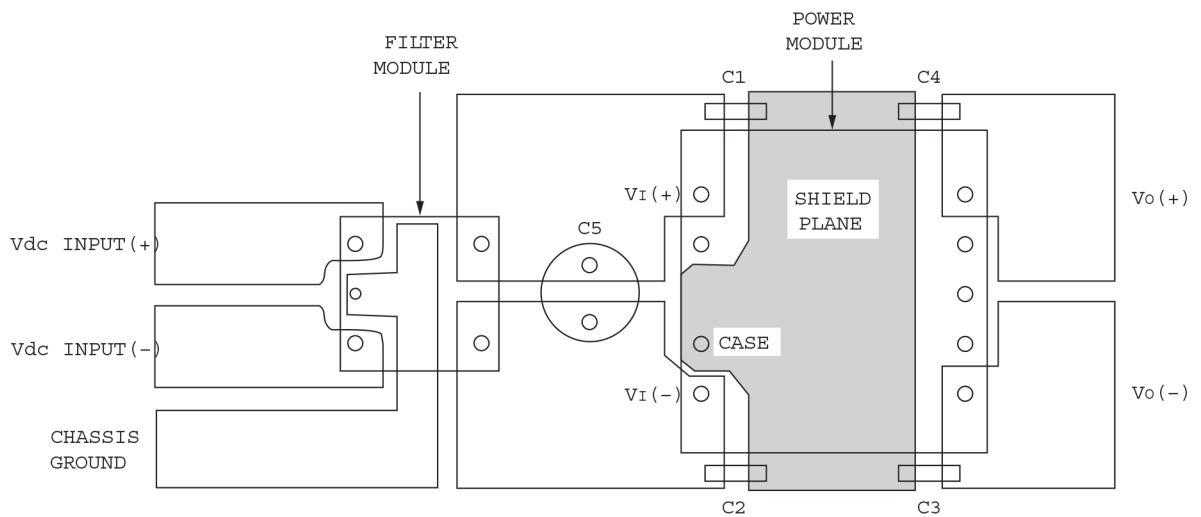 POWER
MODULE
FILTER
MODULE
C1
C4
VI(+)
SHIELD
PLANE
VO(+)
C5
Vdc INPUT(+)
CASE
Vdc INPUT(-)
VI(-)
VO(-)
CHASSIS
GROUND
C2
C3